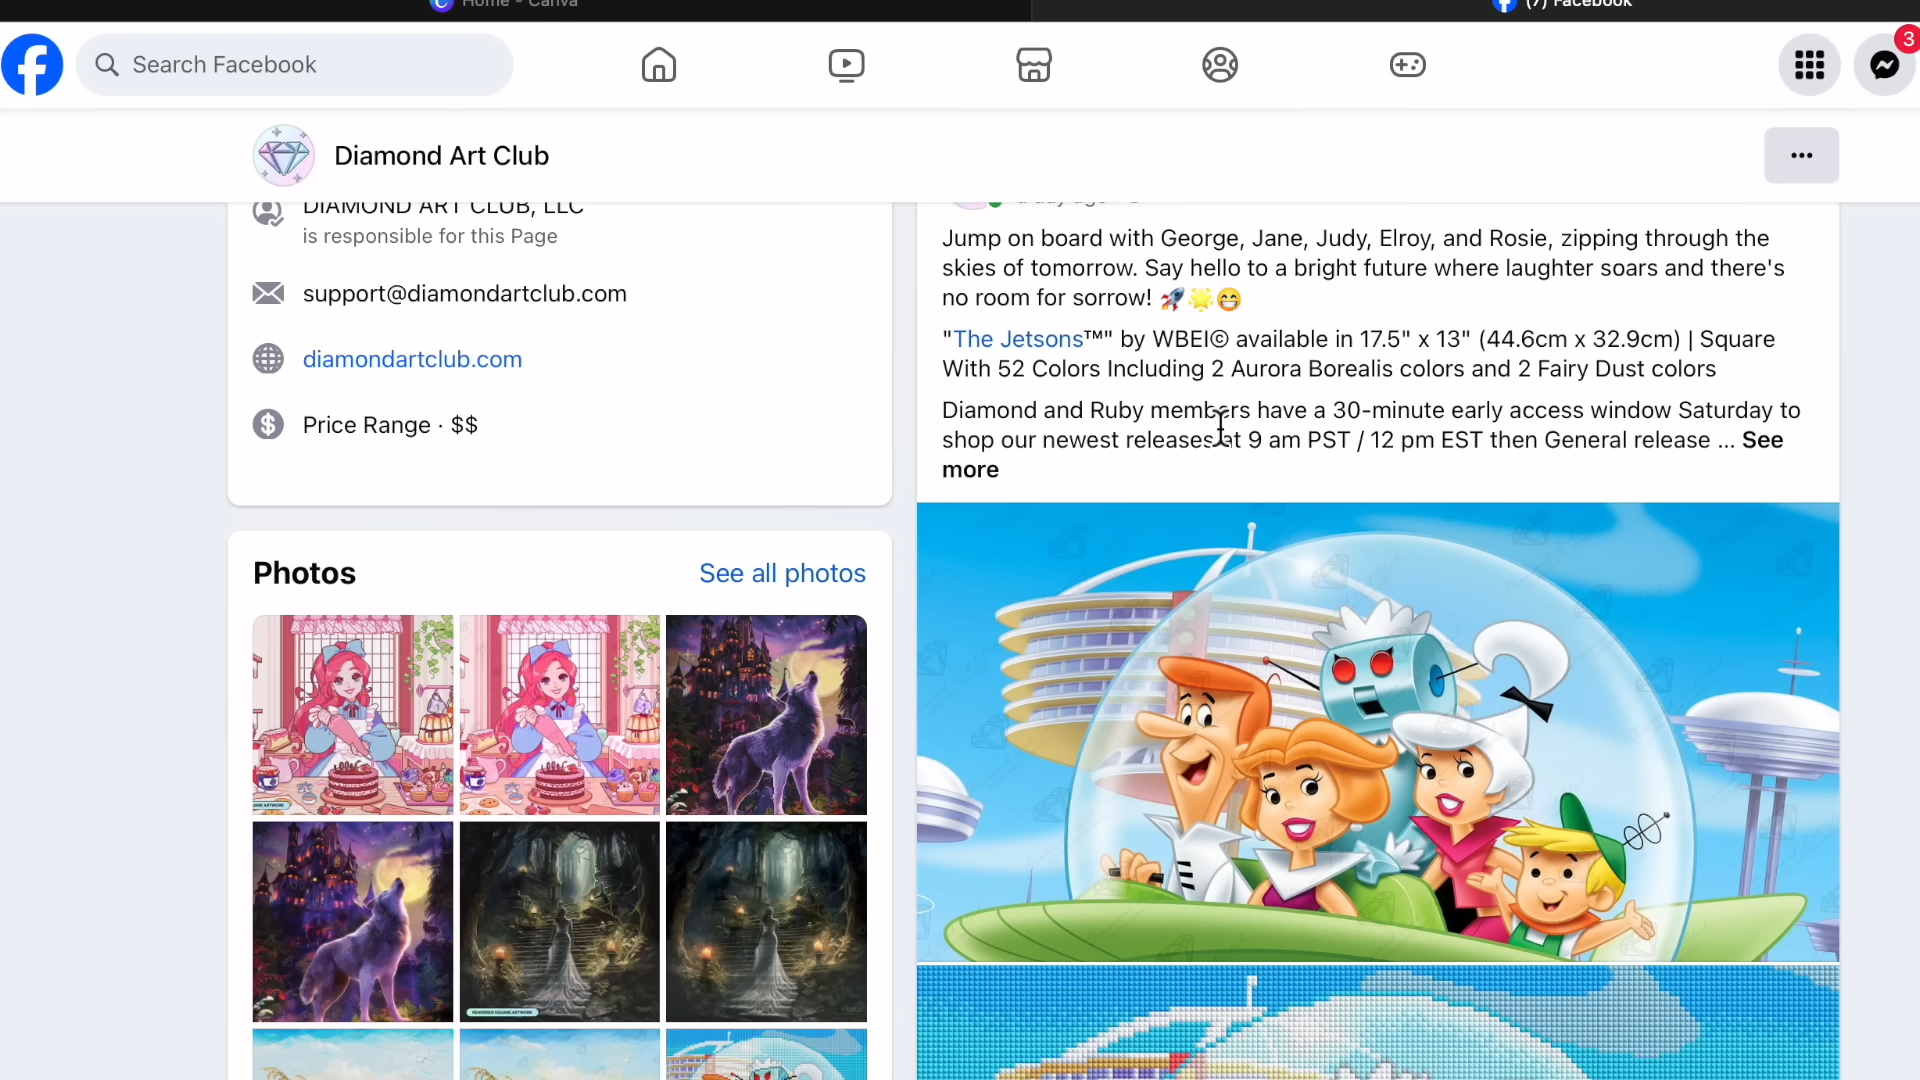 Home - Canva
(7) Facebook
Search Facebook
3
Diamond Art Club
DIAMOND ART CLUB, LLC
is responsible for this Page
support@diamondartclub.com
diamondartclub.com
Price Range · $$
Photos
See all photos
Jump on board with George, Jane, Judy, Elroy, and Rosie, zipping through the
skies of tomorrow. Say hello to a bright future where laughter soars and there's
no room for sorrow! 🚀🌟😁
"The Jetsons™" by WBEI© available in 17.5" x 13" (44.6cm x 32.9cm) | Square
With 52 Colors Including 2 Aurora Borealis colors and 2 Fairy Dust colors
Diamond and Ruby members have a 30-minute early access window Saturday to
shop our newest releases at 9 am PST / 12 pm EST then General release ... See
more
RENDERED SQUARE ARTWORK